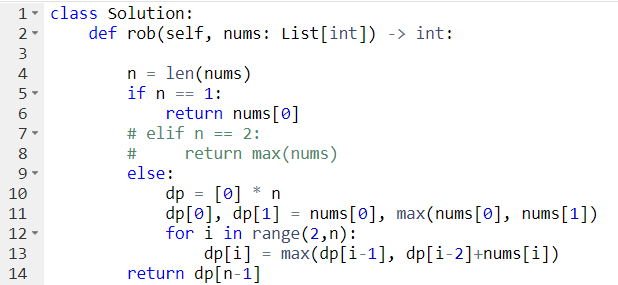 1 class Solution:
2     def rob(self, nums: List[int]) -> int:
3
4         n = len(nums)
5         if n == 1:
6             return nums[0]
7         # elif n == 2:
8         #     return max(nums)
9         else:
10             dp = [0] * n
11             dp[0], dp[1] = nums[0], max(nums[0], nums[1])
12             for i in range(2,n):
13                 dp[i] = max(dp[i-1], dp[i-2]+nums[i])
14         return dp[n-1]